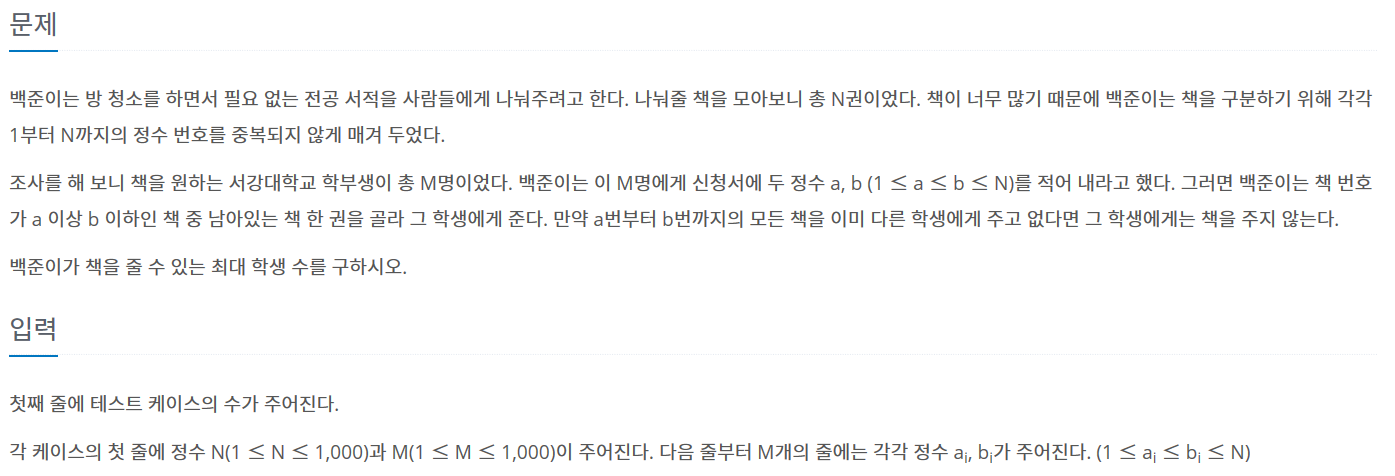 문제
백준이는 방 청소를 하면서 필요 없는 전공 서적을 사람들에게 나눠주려고 한다. 나눠줄 책을 모아보니 총 N권이었다. 책이 너무 많기 때문에 백준이는 책을 구분하기 위해 각각
1부터 N까지의 정수 번호를 중복되지 않게 매겨 두었다.
조사를 해 보니 책을 원하는 서강대학교 학부생이 총 M명이었다. 백준이는 이 M명에게 신청서에 두 정수 a, b (1 ≤ a ≤ b ≤ N)를 적어 내라고 했다. 그러면 백준이는 책 번호
가 a 이상 b 이하인 책 중 남아있는 책 한 권을 골라 그 학생에게 준다. 만약 a번부터 b번까지의 모든 책을 이미 다른 학생에게 주고 없다면 그 학생에게는 책을 주지 않는다.
백준이가 책을 줄 수 있는 최대 학생 수를 구하시오.
입력
첫째 줄에 테스트 케이스의 수가 주어진다.
각 케이스의 첫 줄에 정수 N(1 ≤ N ≤ 1,000)과 M(1 ≤ M ≤ 1,000)이 주어진다. 다음 줄부터 M개의 줄에는 각각 정수 aᵢ, bᵢ가 주어진다. (1 ≤ aᵢ ≤ bᵢ ≤ N)